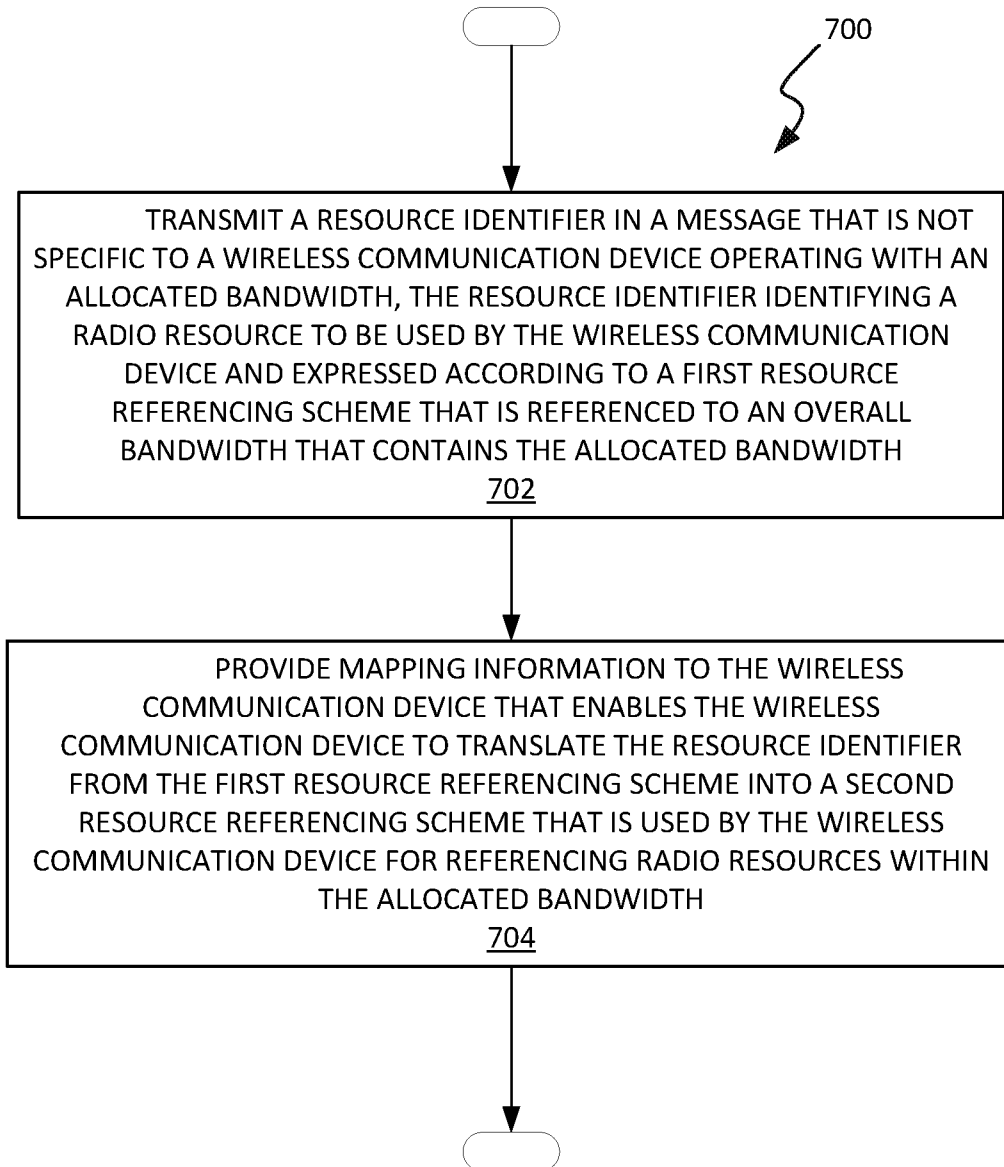 700
TRANSMIT A RESOURCE IDENTIFIER IN A MESSAGE THAT IS NOT
SPECIFIC TO A WIRELESS COMMUNICATION DEVICE OPERATING WITH AN
ALLOCATED BANDWIDTH, THE RESOURCE IDENTIFIER IDENTIFYING A
RADIO RESOURCE TO BE USED BY THE WIRELESS COMMUNICATION
DEVICE AND EXPRESSED ACCORDING TO A FIRST RESOURCE
REFERENCING SCHEME THAT IS REFERENCED TO AN OVERALL
BANDWIDTH THAT CONTAINS THE ALLOCATED BANDWIDTH
702
PROVIDE MAPPING INFORMATION TO THE WIRELESS
COMMUNICATION DEVICE THAT ENABLES THE WIRELESS
COMMUNICATION DEVICE TO TRANSLATE THE RESOURCE IDENTIFIER
FROM THE FIRST RESOURCE REFERENCING SCHEME INTO A SECOND
RESOURCE REFERENCING SCHEME THAT IS USED BY THE WIRELESS
COMMUNICATION DEVICE FOR REFERENCING RADIO RESOURCES WITHIN
THE ALLOCATED BANDWIDTH
704